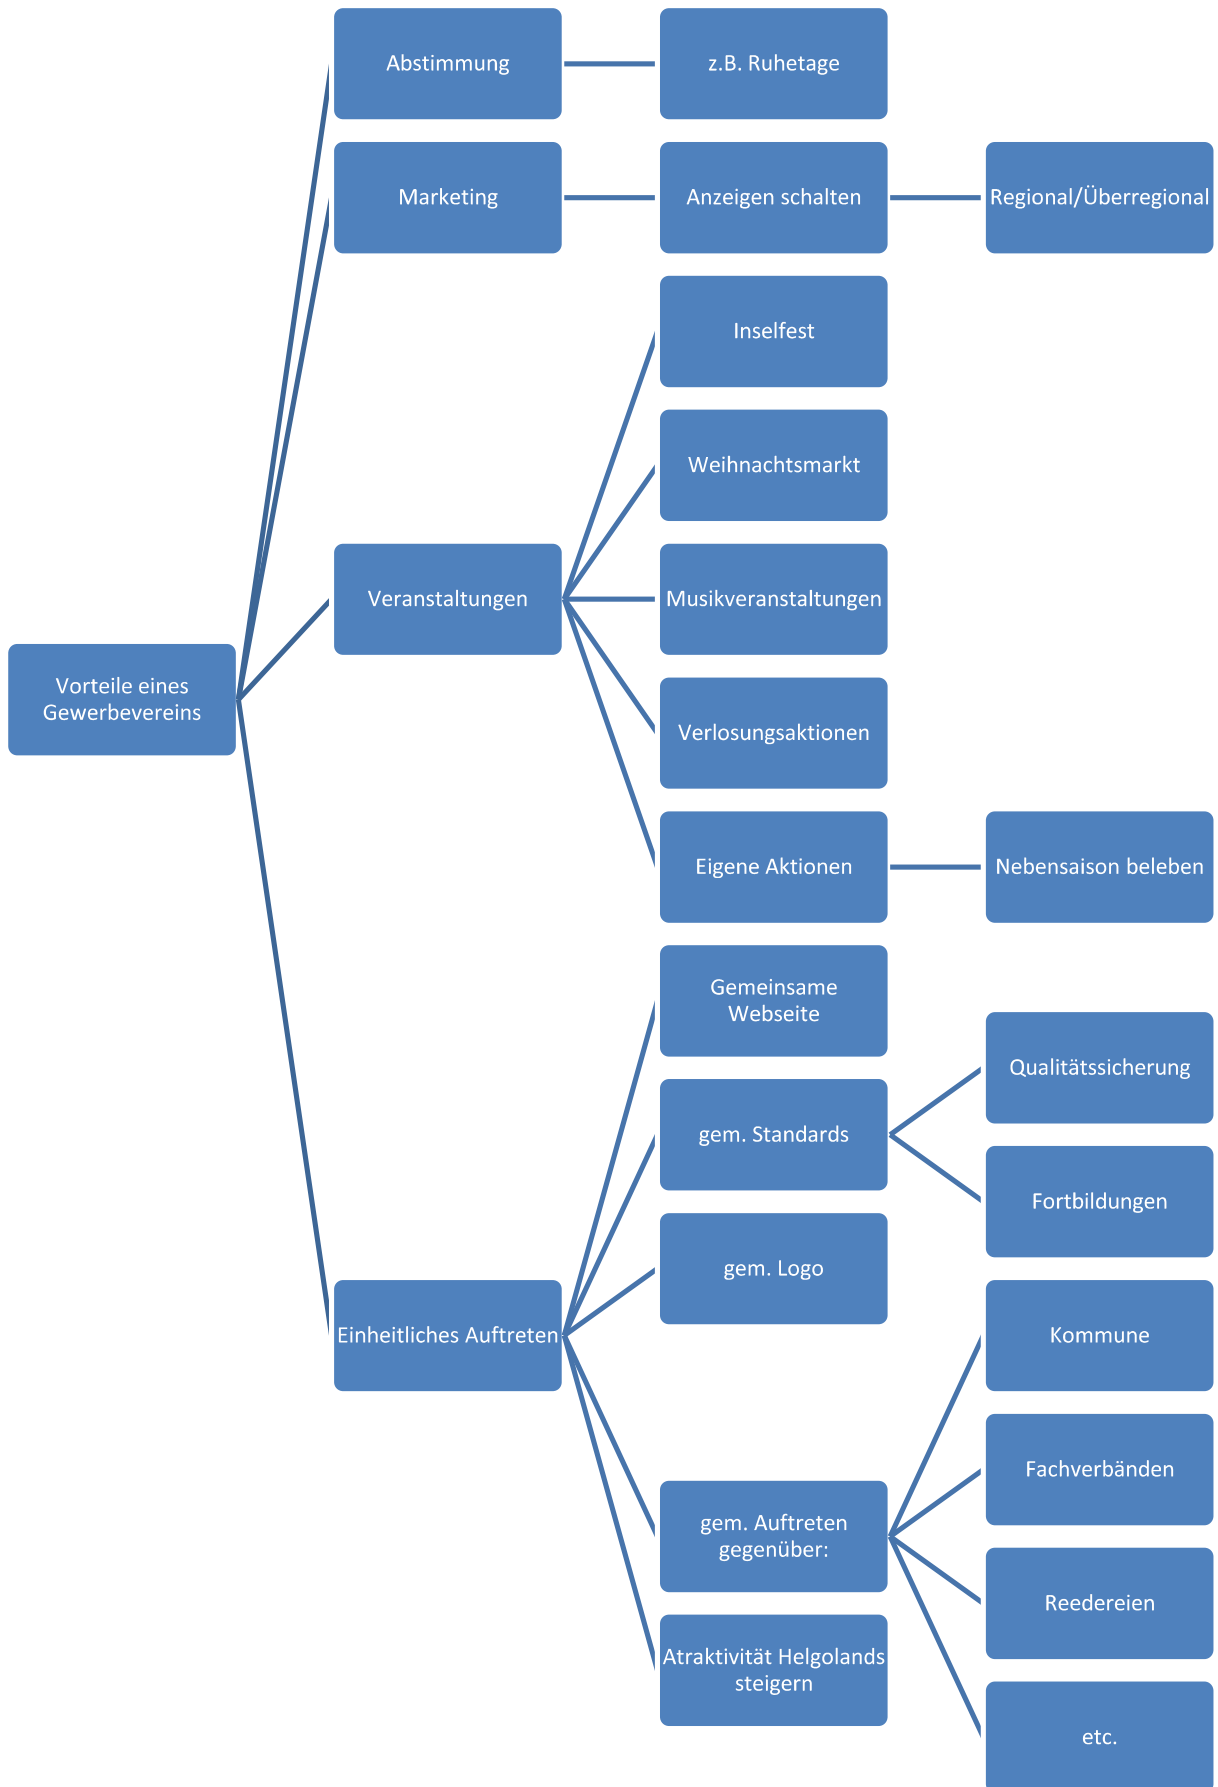 Abstimmung
z.B. Ruhetage
Marketing
Anzeigen schalten
Regional/Überregional
Inselfest
Weihnachtsmarkt
Veranstaltungen
Musikveranstaltungen
Vorteile eines
Gewerbevereins
Verlosungsaktionen
Eigene Aktionen
Nebensaison beleben
Gemeinsame
Webseite
Qualitätssicherung
gem. Standards
Fortbildungen
gem. Logo
Einheitliches Auftreten
Kommune
Fachverbänden
gem. Auftreten
gegenüber:
Reedereien
Atraktivität Helgolands
steigern
etc.